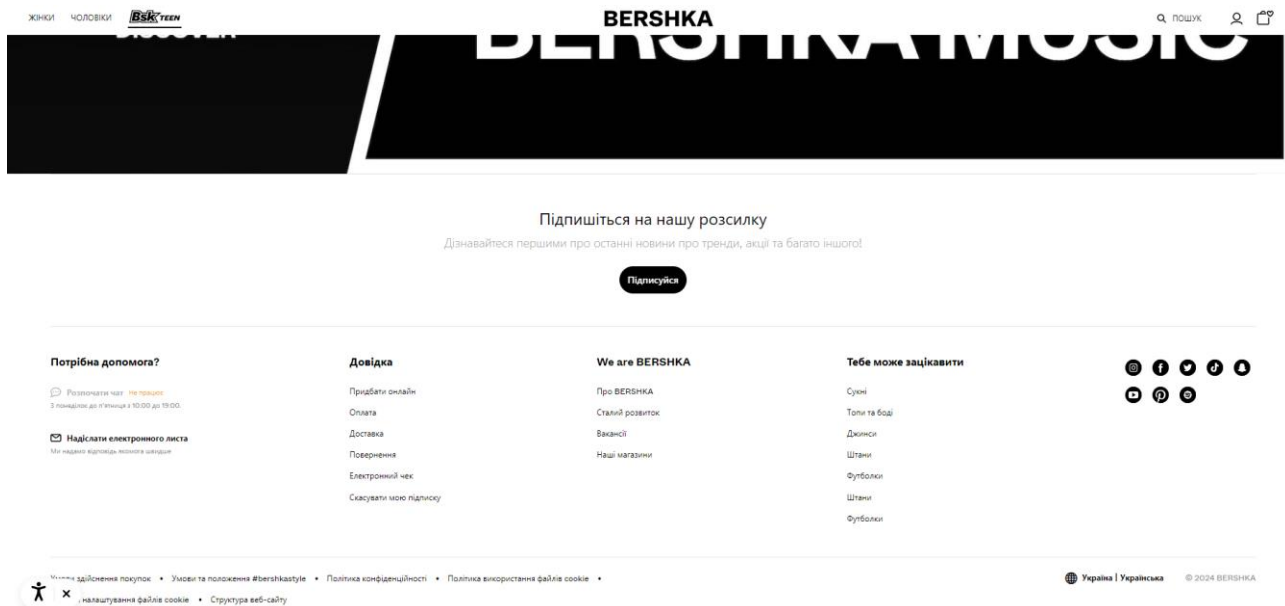 ЖІНКИ ЧОЛОВІКИ Bsk TEEN BERSHKA ПОШУК
DISCOVER BERSHKA MUSIC
Підпишіться на нашу розсилку
Дізнавайтеся першими про останні новини про тренди, акції та багато іншого!
Підписуйся
Потрібна допомога?
Розпочати чат Не працює
З понеділок до п'ятниця з 10:00 до 19:00.
Надіслати електронного листа
Ми надамо відповідь якомога швидше
Довідка
Придбати онлайн
Оплата
Доставка
Повернення
Електронний чек
Скасувати мою підписку
We are BERSHKA
Про BERSHKA
Сталий розвиток
Вакансії
Наші магазини
Тебе може зацікавити
Сукні
Топи та боді
Джинси
Штани
Футболки
Штани
Футболки
здійснення покупок • Умови та положення #bershkastyle • Політика конфіденційності • Політика використання файлів cookie •
налаштування файлів cookie • Структура веб-сайту
Україна | Українська © 2024 BERSHKA